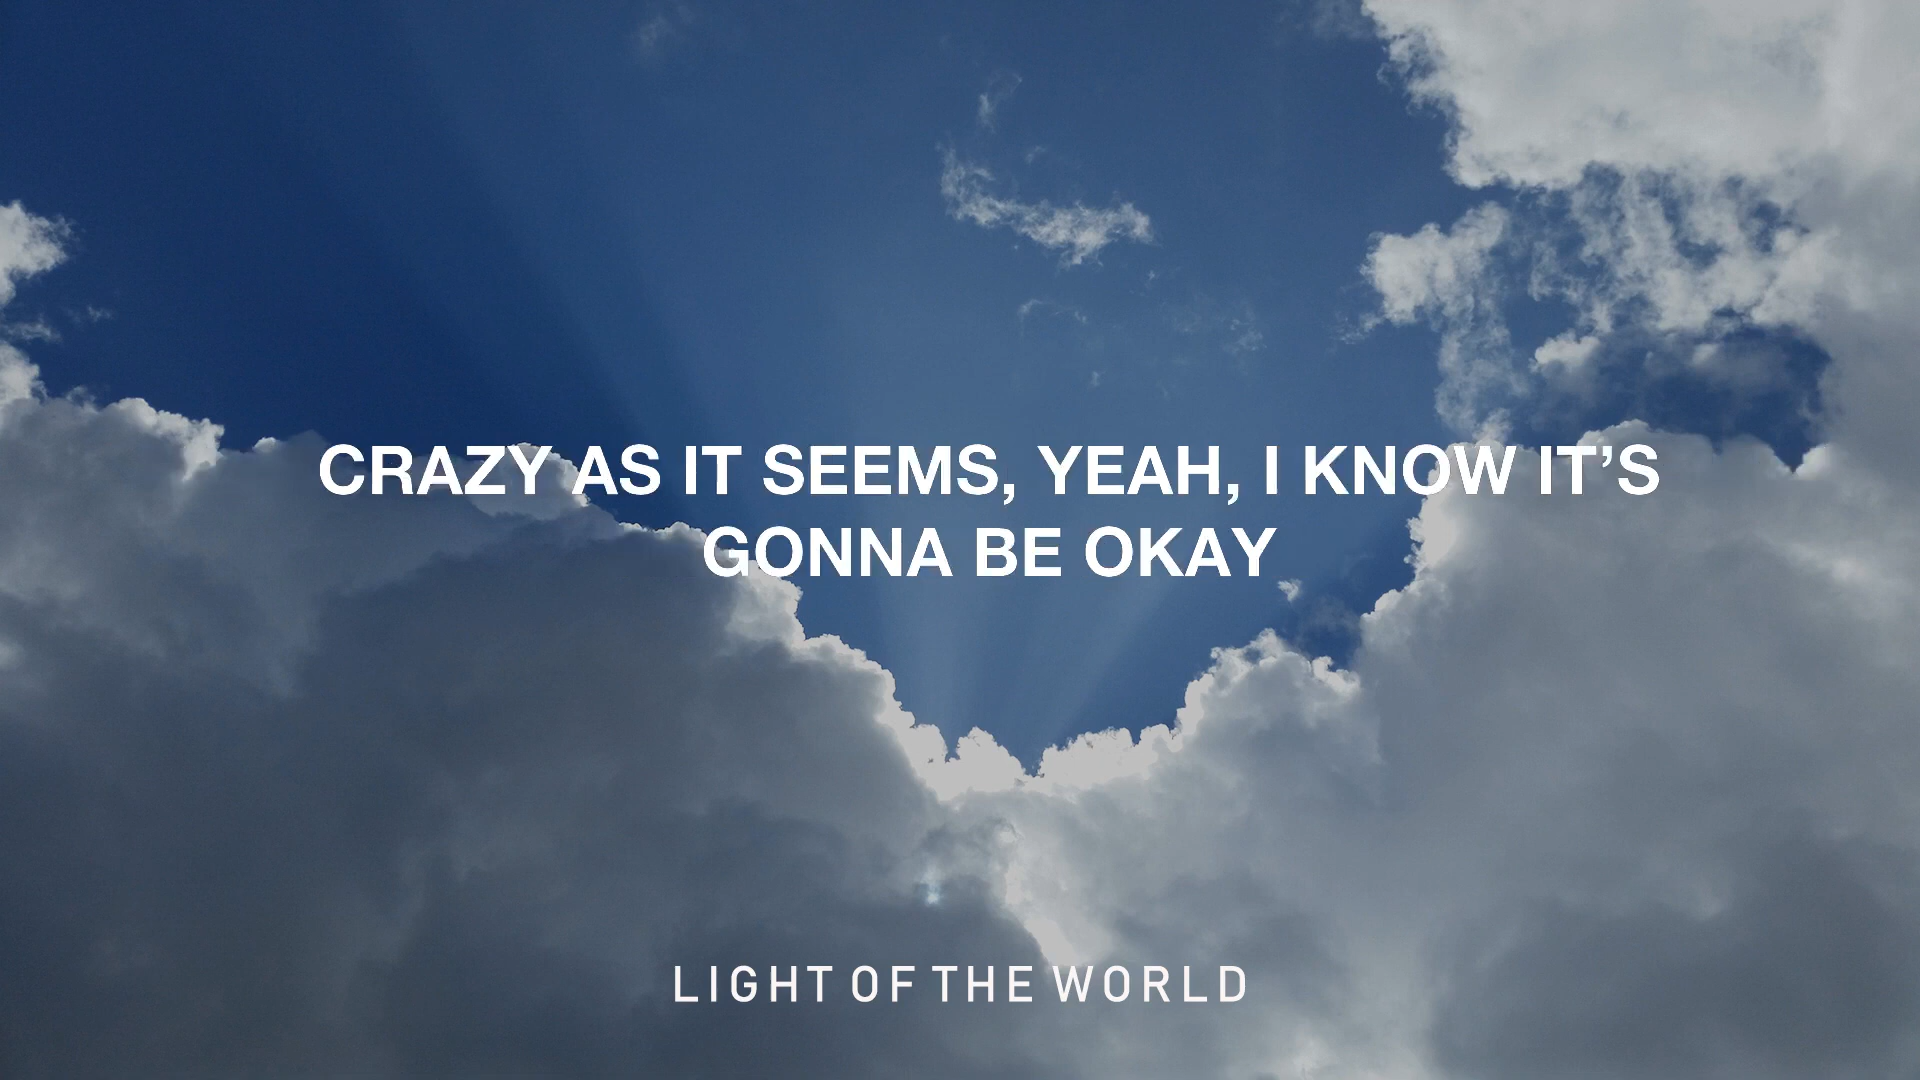 CRAZY AS IT SEEMS, YEAH, I KNOW IT’S
GONNA BE OKAY
LIGHT OF THE WORLD